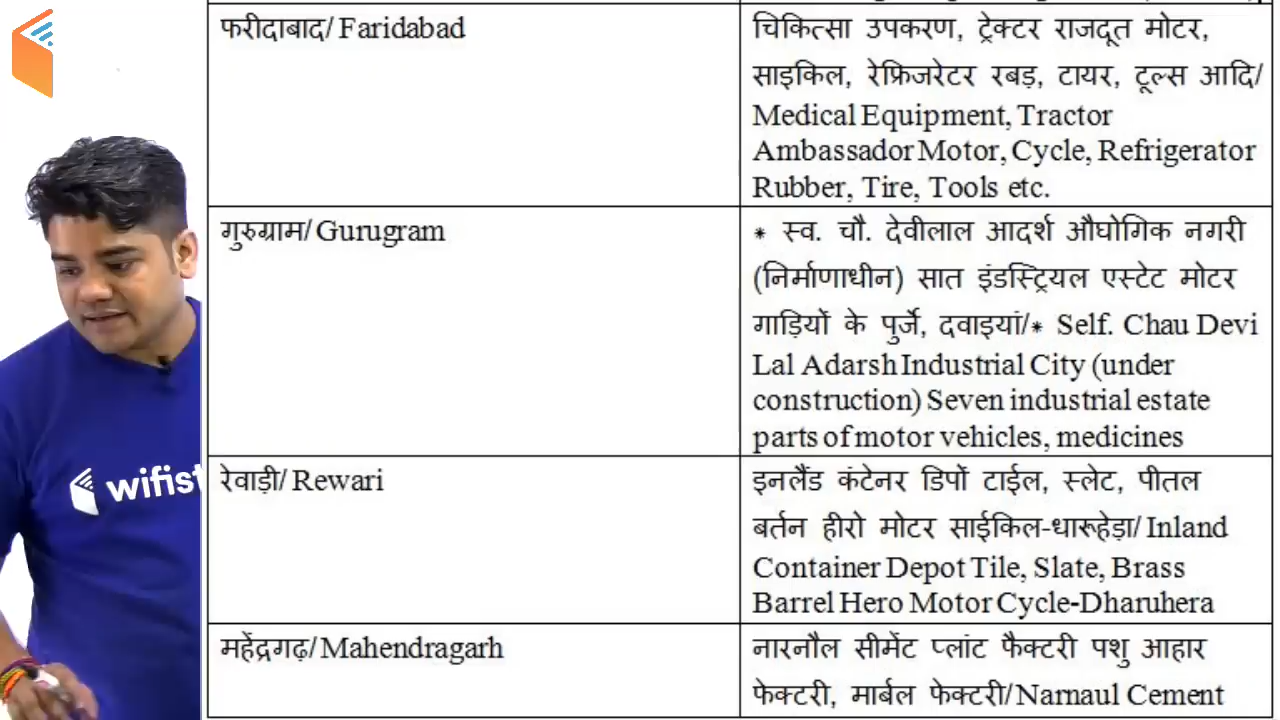 फरीदाबाद/ Faridabad
चिकित्सा उपकरण, ट्रेक्टर राजदूत मोटर,
साइकिल, रेफ्रिजरेटर रबड़, टायर, टूल्स आदि/
Medical Equipment, Tractor
Ambassador Motor, Cycle, Refrigerator
Rubber, Tire, Tools etc.
गुरुग्राम/ Gurugram
* स्व. चौ. देवीलाल आदर्श औघोगिक नगरी
(निर्माणाधीन) सात इंडस्ट्रियल एस्टेट मोटर
गाड़ियों के पुर्जे, दवाइयां/* Self. Chau Devi
Lal Adarsh Industrial City (under
construction) Seven industrial estate
parts of motor vehicles, medicines
रेवाड़ी/ Rewari
इनलैंड कंटेनर डिपों टाईल, स्लेट, पीतल
बर्तन हीरो मोटर साईकिल-धारूहेड़ा/ Inland
Container Depot Tile, Slate, Brass
Barrel Hero Motor Cycle-Dharuhera
महेंद्रगढ़/ Mahendragarh
नारनौल सीमेंट प्लांट फैक्टरी पशु आहार
फेक्टरी, मार्बल फेक्टरी/ Narnaul Cement
wifist